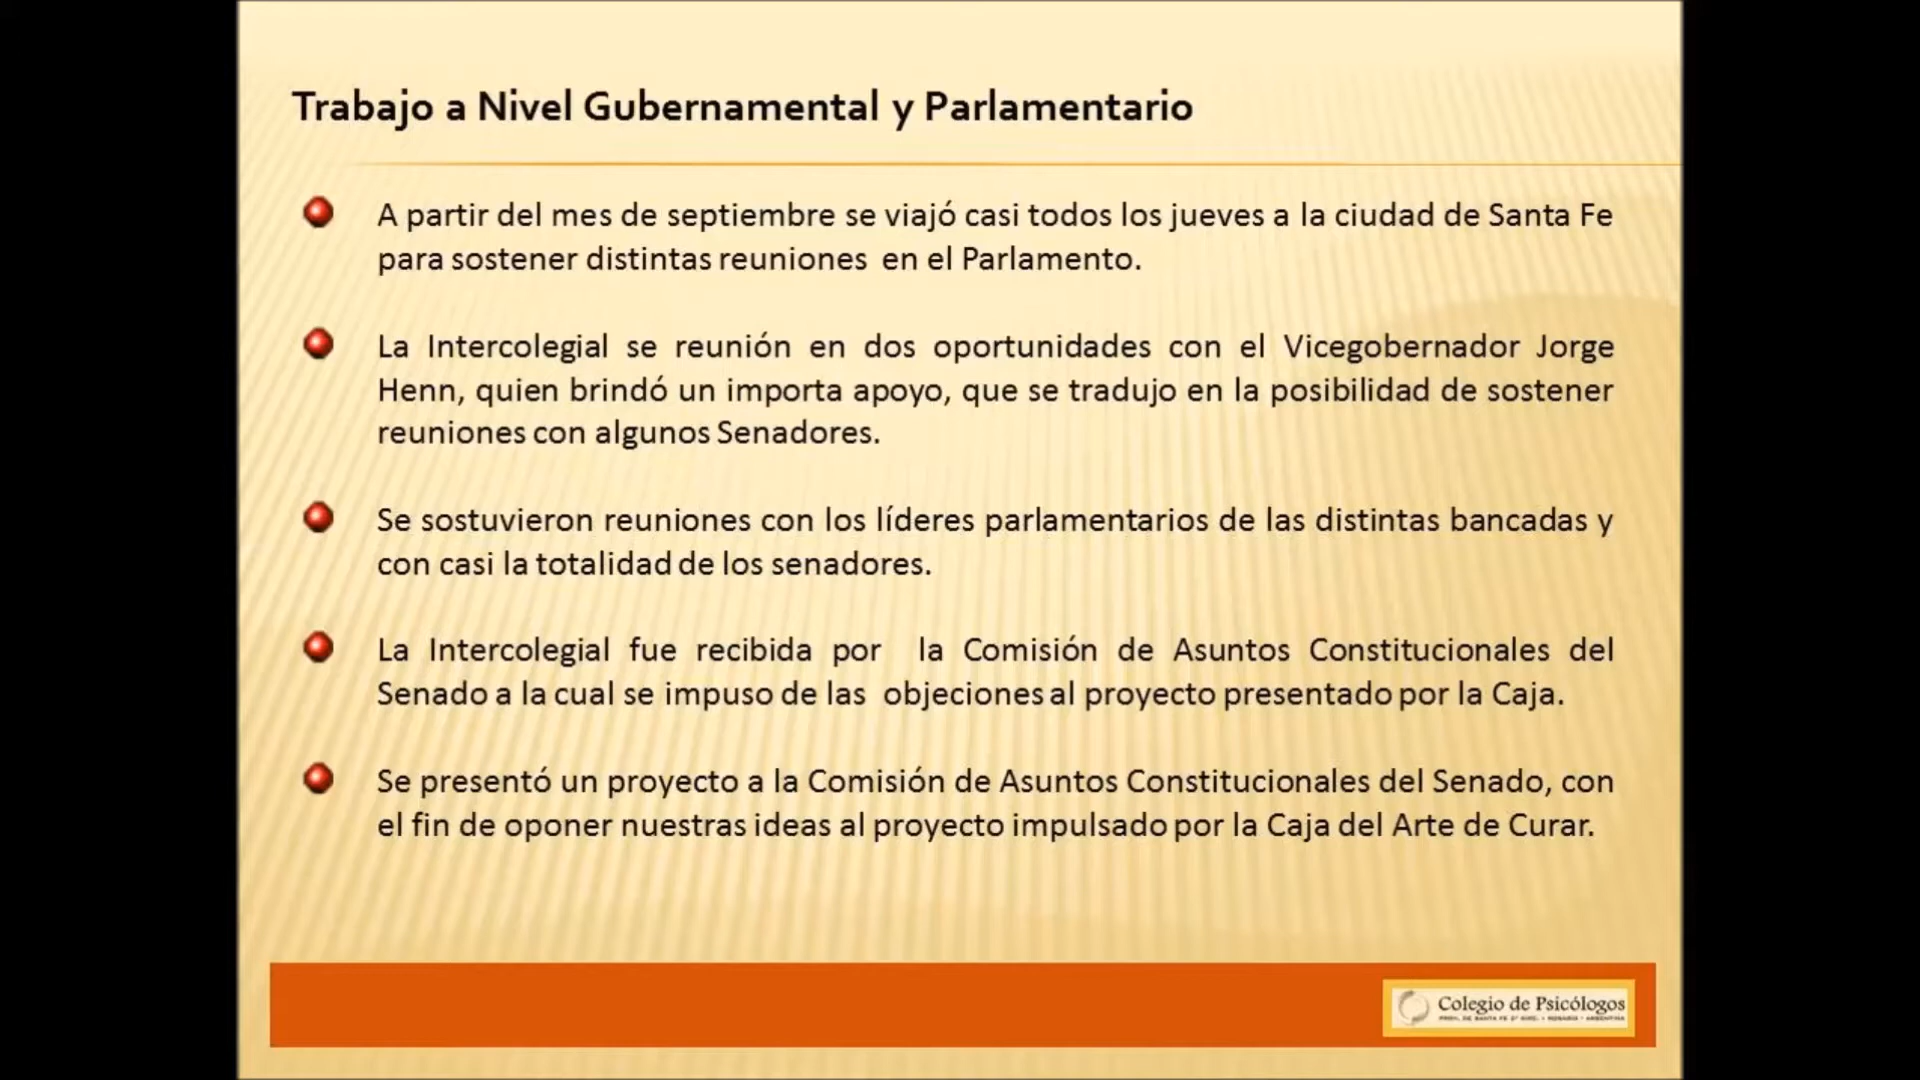 Trabajo a Nivel Gubernamental y Parlamentario
A partir del mes de septiembre se viajó casi todos los jueves a la ciudad de Santa Fe
para sostener distintas reuniones en el Parlamento.
La Intercolegial se reunión en dos oportunidades con el Vicegobernador Jorge
Henn, quien brindó un importa apoyo, que se tradujo en la posibilidad de sostener
reuniones con algunos Senadores.
Se sostuvieron reuniones con los líderes parlamentarios de las distintas bancadas y
con casi la totalidad de los senadores.
La Intercolegial fue recibida por la Comisión de Asuntos Constitucionales del
Senado a la cual se impuso de las objeciones al proyecto presentado por la Caja.
Se presentó un proyecto a la Comisión de Asuntos Constitucionales del Senado, con
el fin de oponer nuestras ideas al proyecto impulsado por la Caja del Arte de Curar.
Colegio de Psicólogos